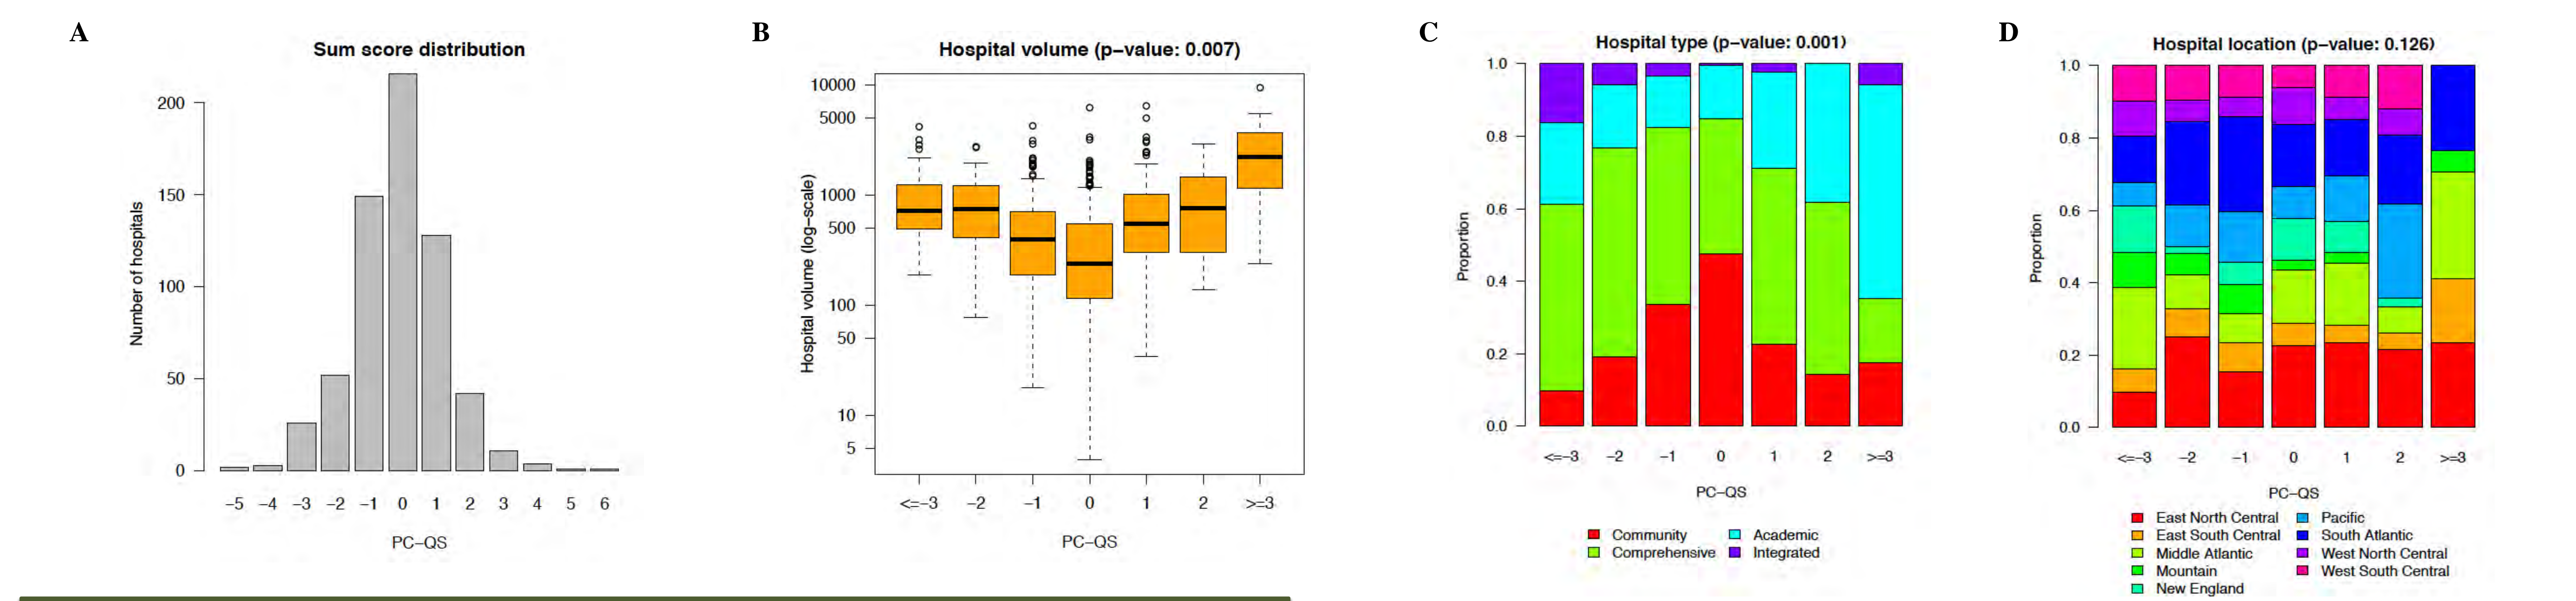 A
Sum score distribution
Number of hospitals
200
150
100
50
0
−5 −4 −3 −2 −1 0 1 2 3 4 5 6
PC−QS
B
Hospital volume (p−value: 0.007)
Hospital volume (log−scale)
10000
5000
1000
500
100
50
10
5
<=−3 −2 −1 0 1 2 >=3
PC−QS
C
Hospital type (p−value: 0.001)
Proportion
1.0
0.8
0.6
0.4
0.2
0.0
<=−3 −2 −1 0 1 2 >=3
PC−QS
Community Academic
Comprehensive Integrated
D
Hospital location (p−value: 0.126)
Proportion
1.0
0.8
0.6
0.4
0.2
0.0
<=−3 −2 −1 0 1 2 >=3
PC−QS
East North Central Pacific
East South Central South Atlantic
Middle Atlantic West North Central
Mountain West South Central
New England